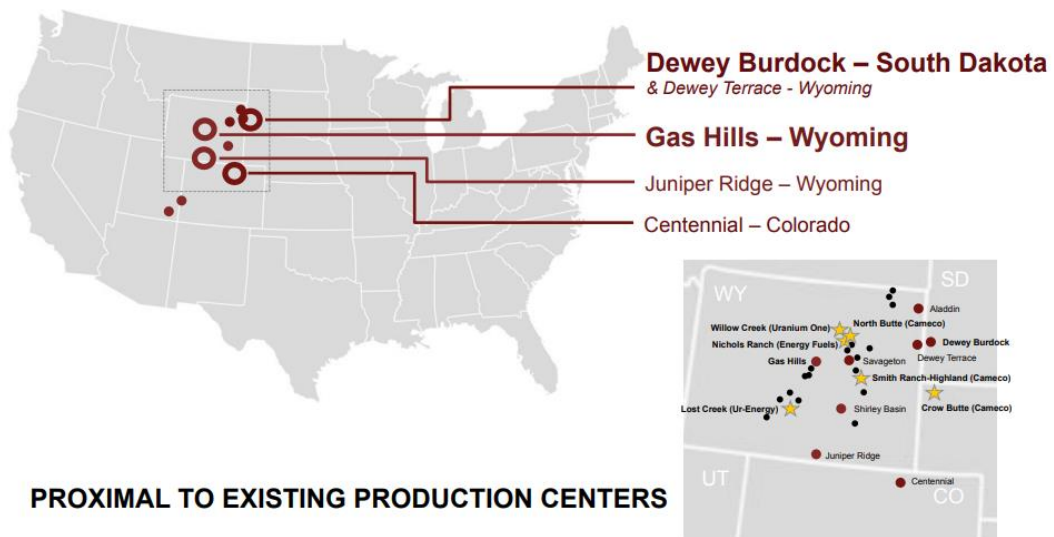 Dewey Burdock – South Dakota
& Dewey Terrace - Wyoming
Gas Hills – Wyoming
Juniper Ridge – Wyoming
Centennial – Colorado
WY
SD
Aladdin
North Butte (Cameco)
Willow Creek (Uranium One)
Nichols Ranch (Energy Fuels)
Dewey Burdock
Dewey Terrace
Gas Hills
Savageton
Smith Ranch-Highland (Cameco)
Lost Creek (Ur-Energy)
Shirley Basin
Crow Butte (Cameco)
Juniper Ridge
UT
Centennial
CO
PROXIMAL TO EXISTING PRODUCTION CENTERS